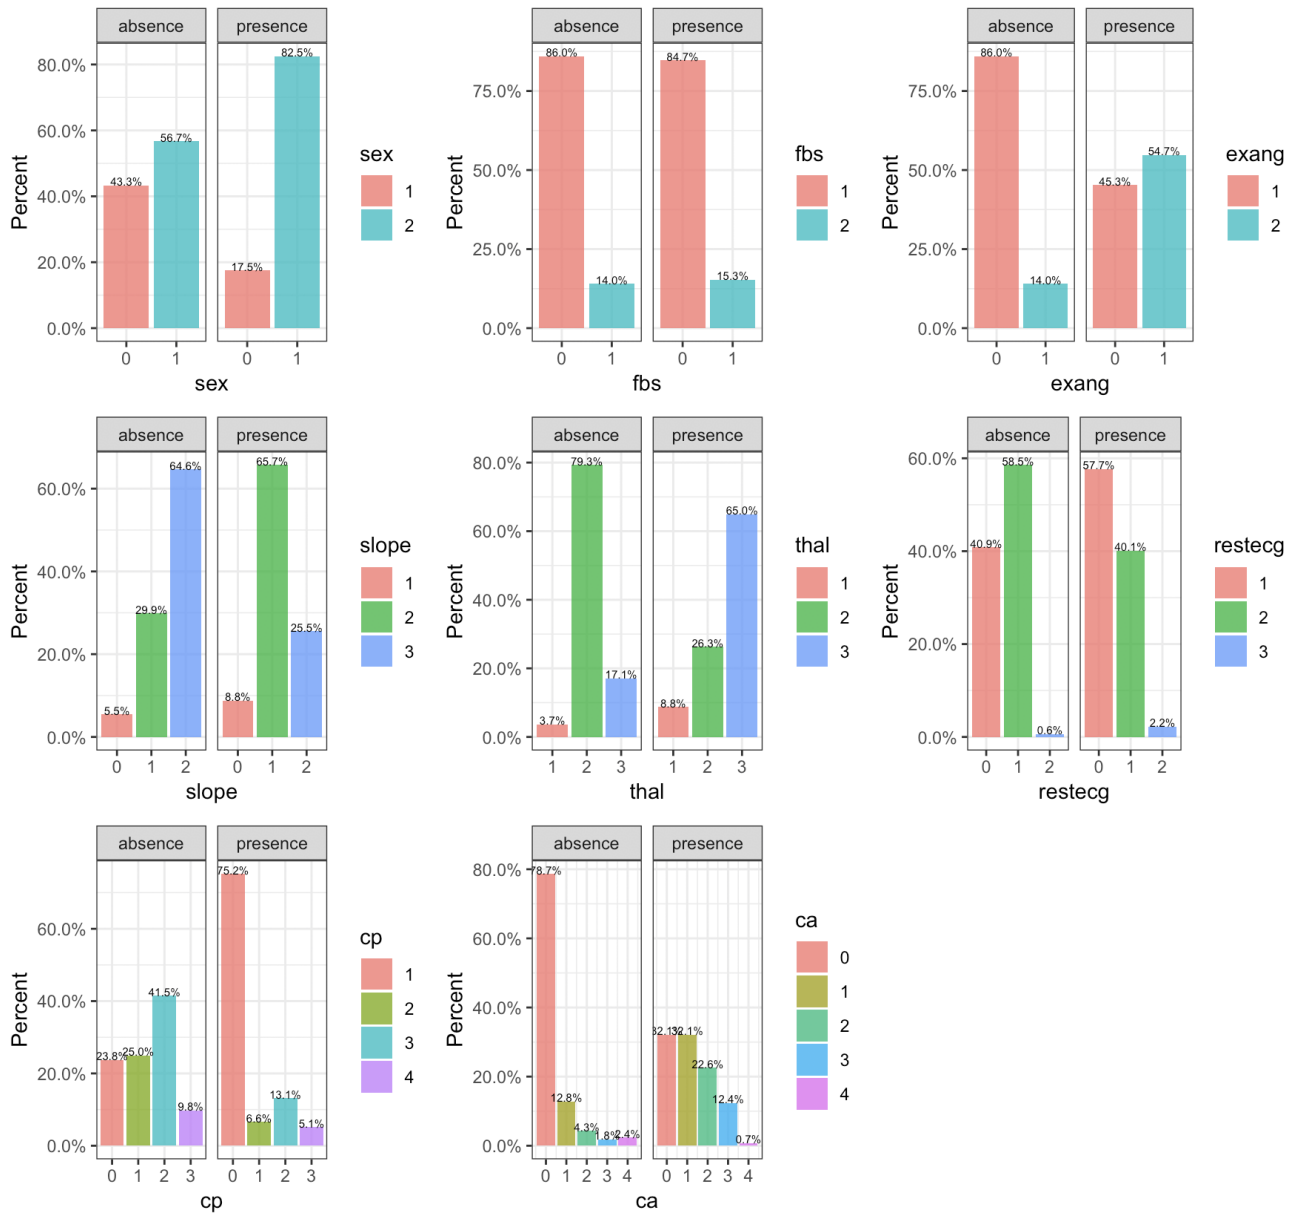 absence presence
82.5%
80.0%
60.0%
56.7%
43.3%
40.0%
20.0%
17.5%
0.0%
0 1 0 1
sex
Percent
sex
1
2
absence presence
86.0%
84.7%
75.0%
50.0%
25.0%
14.0%
15.3%
0.0%
0 1 0 1
fbs
Percent
fbs
1
2
absence presence
86.0%
75.0%
54.7%
50.0%
45.3%
25.0%
14.0%
0.0%
0 1 0 1
exang
Percent
exang
1
2
absence presence
64.6%
65.7%
60.0%
40.0%
29.9%
25.5%
20.0%
5.5%
8.8%
0.0%
0 1 2 0 1 2
slope
Percent
slope
1
2
3
absence presence
80.0%
79.3%
65.0%
60.0%
40.0%
26.3%
20.0%
17.1%
3.7%
8.8%
0.0%
1 2 3 1 2 3
thal
Percent
thal
1
2
3
absence presence
60.0%
58.5%
57.7%
40.9%
40.1%
40.0%
20.0%
0.6%
2.2%
0.0%
0 1 2 0 1 2
restecg
Percent
restecg
1
2
3
absence presence
75.2%
60.0%
41.5%
40.0%
23.8%
25.0%
20.0%
9.8%
6.6%
13.1%
5.1%
0.0%
0 1 2 3 0 1 2 3
cp
Percent
cp
1
2
3
4
absence presence
80.0%
78.7%
60.0%
40.0%
32.1%
32.1%
22.6%
20.0%
12.8%
12.4%
4.3%
1.8%
2.4%
0.7%
0.0%
0 1 2 3 4 0 1 2 3 4
ca
Percent
ca
0
1
2
3
4